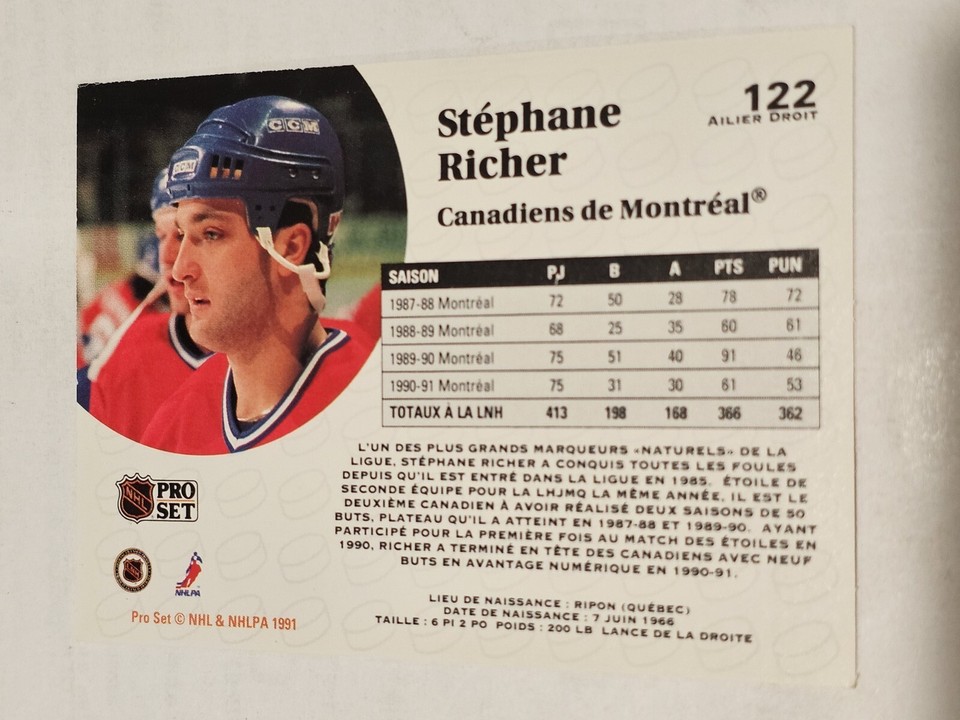 122
AILIER DROIT
Stéphane
Richer
Canadiens de Montréal®
CCM
CCM
SAISON PJ B A PTS PUN
1987-88 Montréal 72 50 28 78 72
1988-89 Montréal 68 25 35 60 61
1989-90 Montréal 75 51 40 91 46
1990-91 Montréal 75 31 30 61 53
TOTAUX À LA LNH 413 198 168 366 362
L'UN DES PLUS GRANDS MARQUEURS «NATURELS» DE LA
LIGUE, STÉPHANE RICHER A CONQUIS TOUTES LES FOULES
DEPUIS QU'IL EST ENTRÉ DANS LA LIGUE EN 1985. ÉTOILE DE
SECONDE ÉQUIPE POUR LA LHJMQ LA MÊME ANNÉE, IL EST LE
DEUXIÈME CANADIEN À AVOIR RÉALISÉ DEUX SAISONS DE 50
BUTS, PLATEAU QU'IL A ATTEINT EN 1987-88 ET 1989-90. AYANT
PARTICIPÉ POUR LA PREMIÈRE FOIS AU MATCH DES ÉTOILES EN
1990, RICHER A TERMINÉ EN TÊTE DES CANADIENS AVEC NEUF
BUTS EN AVANTAGE NUMÉRIQUE EN 1990-91.
NHL PRO
SET
NHLPA
Pro Set © NHL & NHLPA 1991
LIEU DE NAISSANCE : RIPON (QUÉBEC)
DATE DE NAISSANCE : 7 JUIN 1966
TAILLE : 6 PI 2 PO POIDS : 200 LB LANCE DE LA DROITE